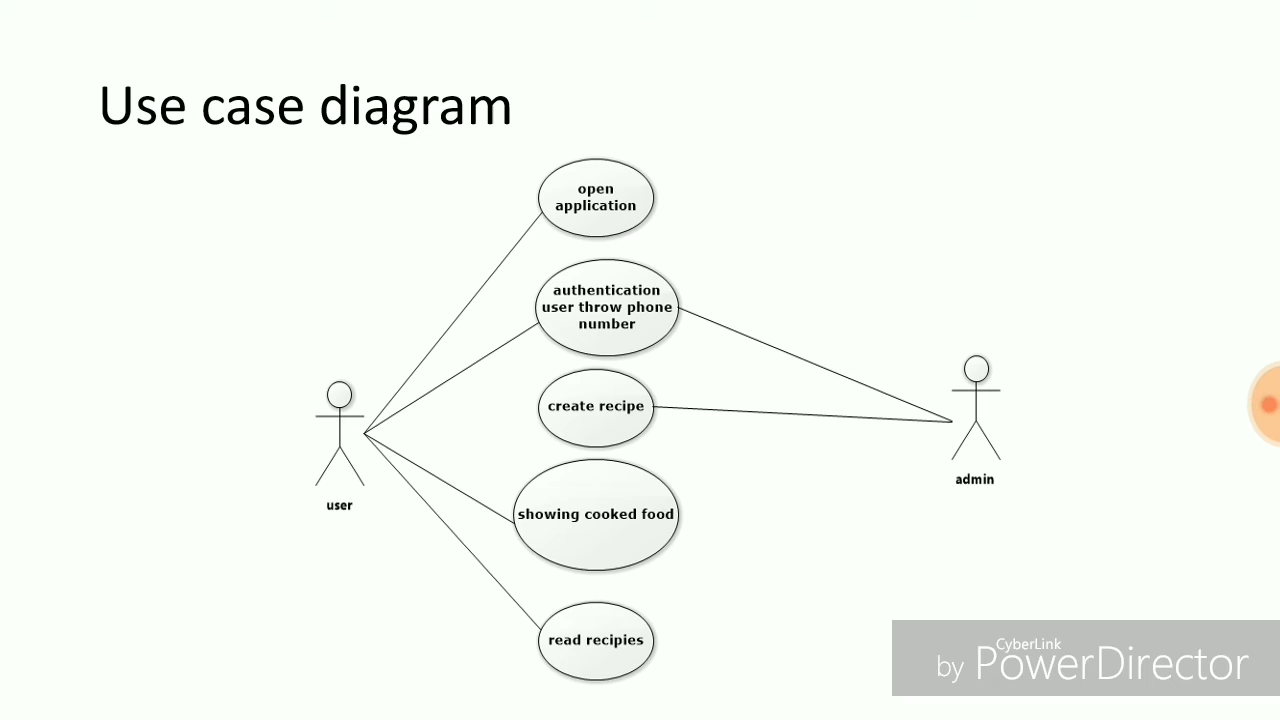 Use case diagram
open
application
authentication
user throw phone
number
create recipe
showing cooked food
read recipies
user
admin
CyberLink
by PowerDirector